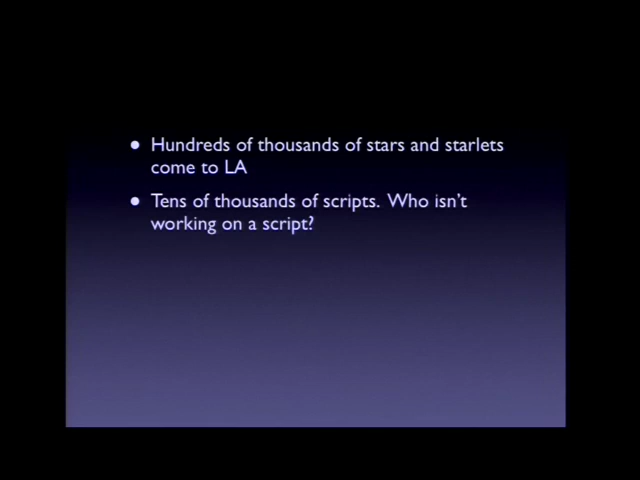 • Hundreds of thousands of stars and starlets
come to LA
• Tens of thousands of scripts. Who isn't
working on a script?